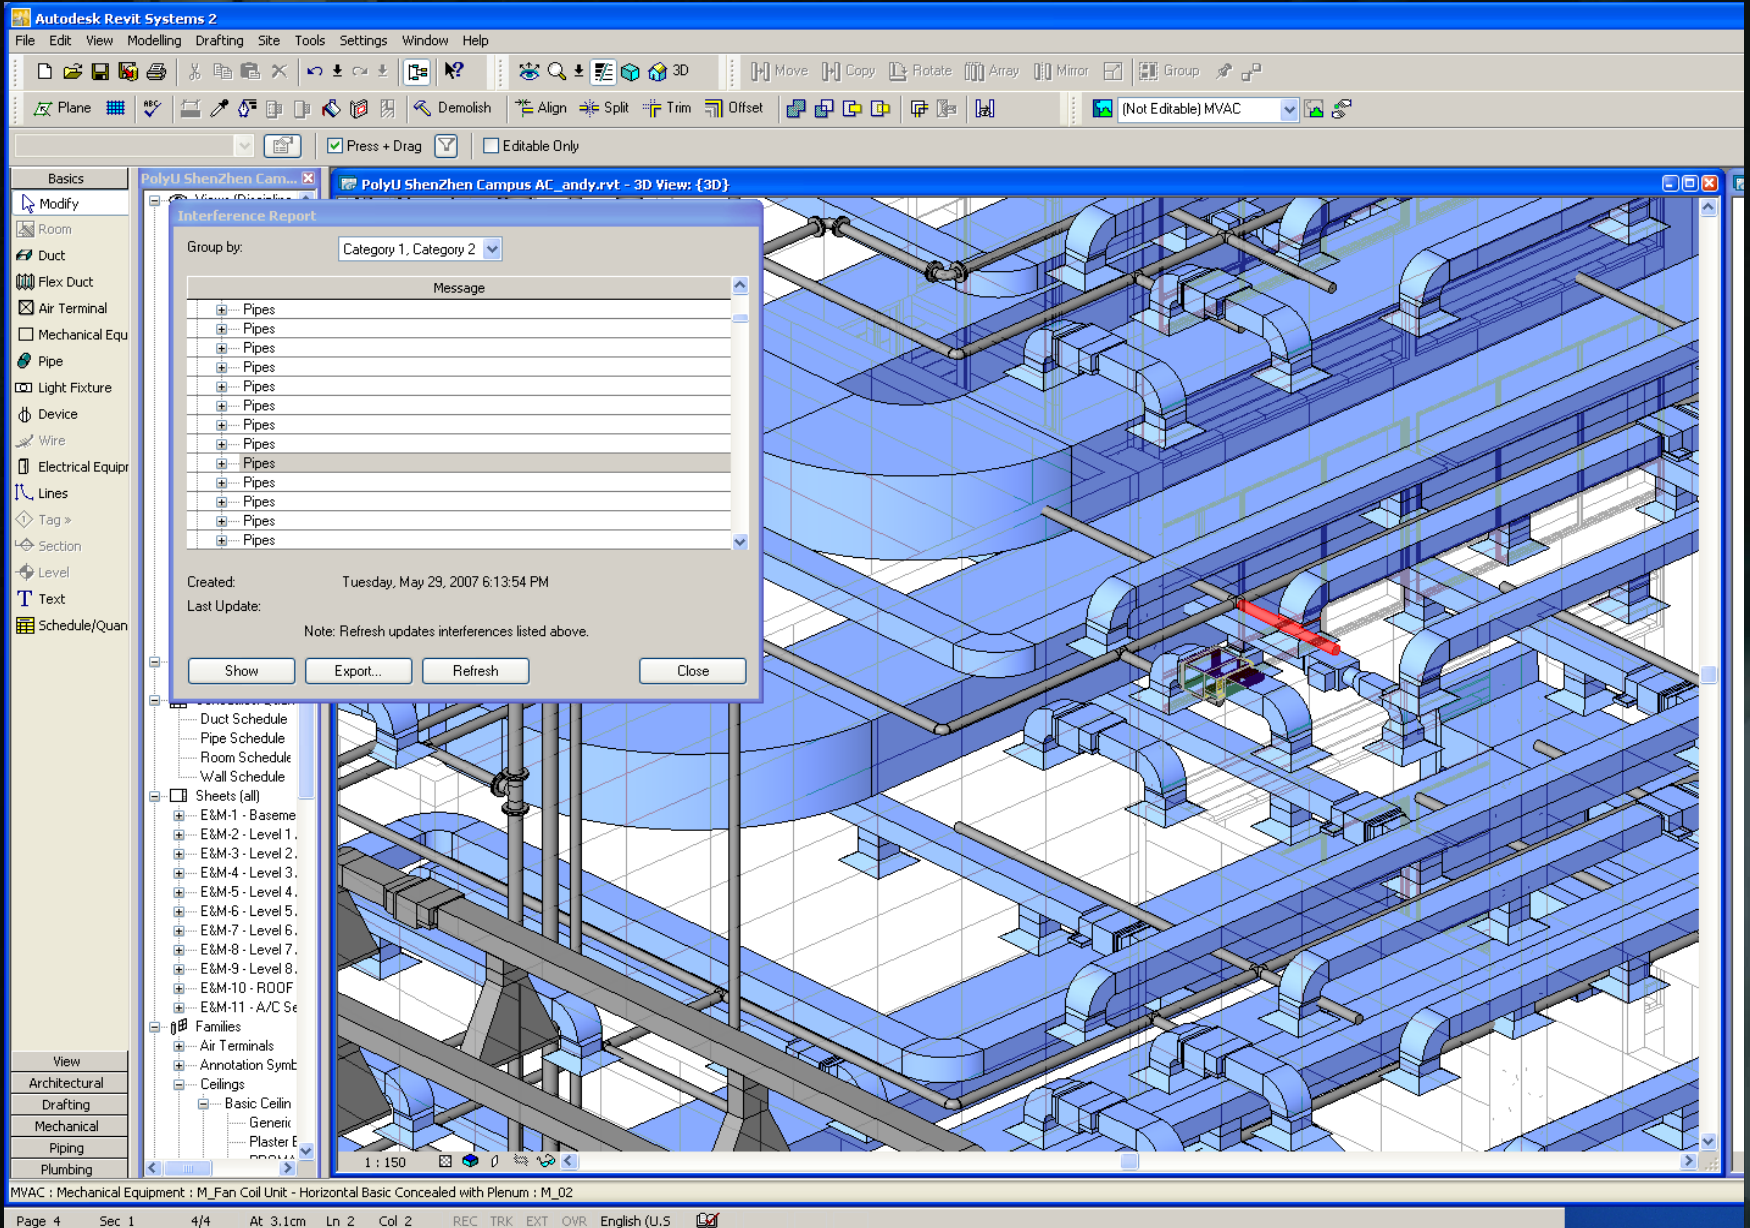 Autodesk Revit Systems 2
File Edit View Modelling Drafting Site Tools Settings Window Help
3D Move Copy Rotate Array Mirror Group
Plane Demolish Align Split Trim Offset (Not Editable) MVAC
Press + Drag Editable Only
Basics
Modify
Room
Duct
Flex Duct
Air Terminal
Mechanical Equ
Pipe
Light Fixture
Device
Wire
Electrical Equipr
Lines
Tag »
Section
Level
Text
Schedule/Quan
View
Architectural
Drafting
Mechanical
Piping
Plumbing
PolyU ShenZhen Cam...
Duct Schedule
Pipe Schedule
Room Schedule
Wall Schedule
Sheets (all)
E&M-1 - Baseme
E&M-2 - Level 1.
E&M-3 - Level 2.
E&M-4 - Level 3.
E&M-5 - Level 4.
E&M-6 - Level 5.
E&M-7 - Level 6.
E&M-8 - Level 7.
E&M-9 - Level 8.
E&M-10 - ROOF
E&M-11 - A/C Se
Families
Air Terminals
Annotation Symb
Ceilings
Basic Ceilin
Generic
Plaster B
PolyU ShenZhen Campus AC_andy.rvt - 3D View: {3D}
Interference Report
Group by: Category 1, Category 2
Message
Pipes
Pipes
Pipes
Pipes
Pipes
Pipes
Pipes
Pipes
Pipes
Pipes
Pipes
Pipes
Pipes
Created: Tuesday, May 29, 2007 6:13:54 PM
Last Update:
Note: Refresh updates interferences listed above.
Show Export... Refresh Close
1 : 150
MVAC : Mechanical Equipment : M_Fan Coil Unit - Horizontal Basic Concealed with Plenum : M_02
Page 4 Sec 1 4/4 At 3.1cm Ln 2 Col 2 REC TRK EXT OVR English (U.S